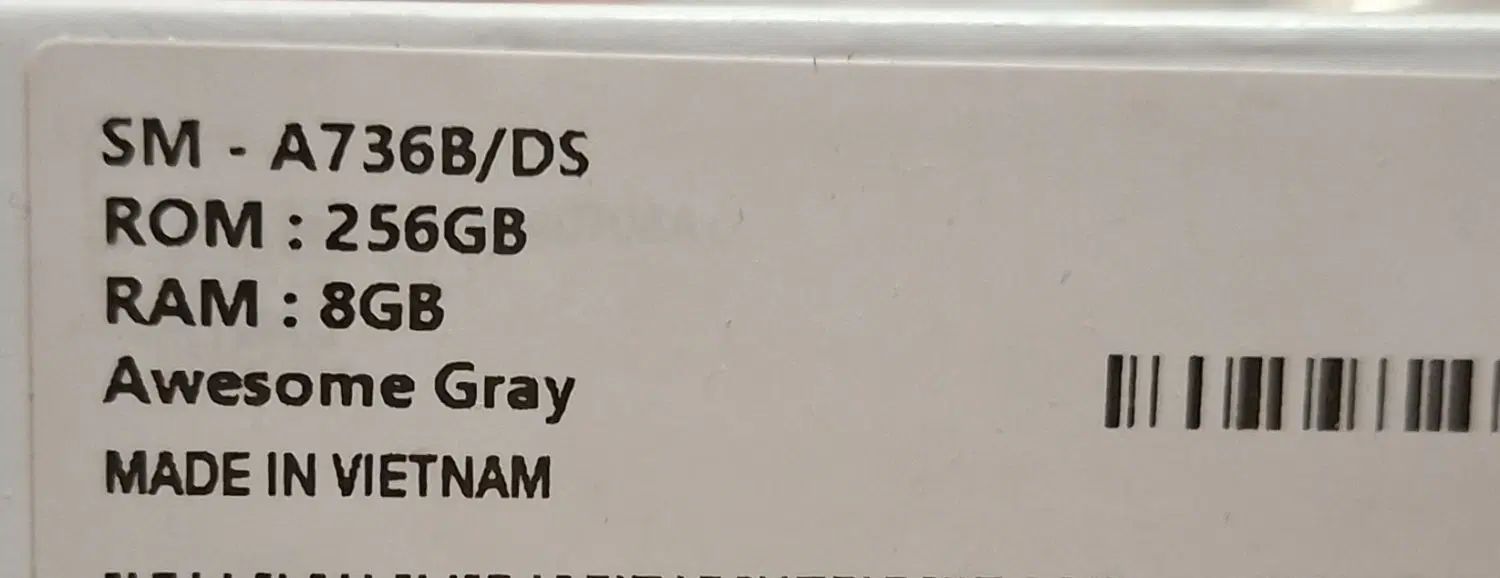 SM - A736B/DS
ROM : 256GB
RAM : 8GB
Awesome Gray
MADE IN VIETNAM